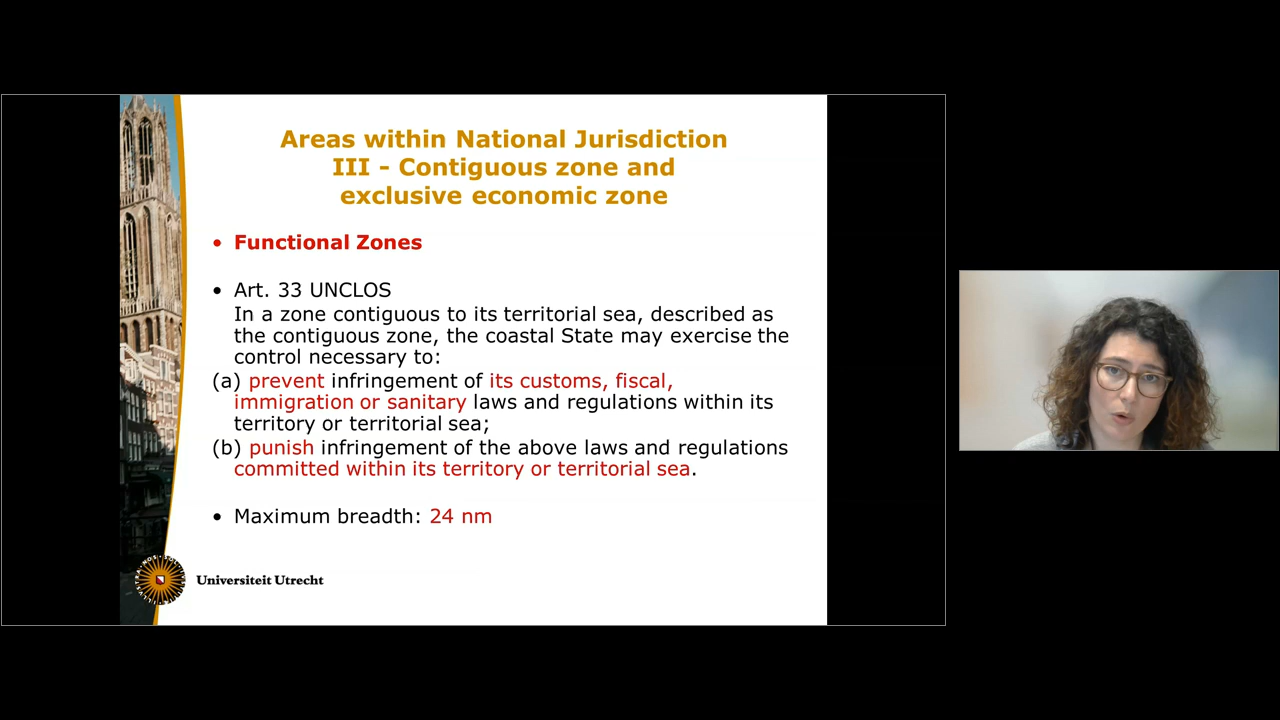 Areas within National Jurisdiction
III - Contiguous zone and
exclusive economic zone
• Functional Zones
• Art. 33 UNCLOS
In a zone contiguous to its territorial sea, described as
the contiguous zone, the coastal State may exercise the
control necessary to:
(a) prevent infringement of its customs, fiscal,
immigration or sanitary laws and regulations within its
territory or territorial sea;
(b) punish infringement of the above laws and regulations
committed within its territory or territorial sea.
• Maximum breadth: 24 nm
Universiteit Utrecht